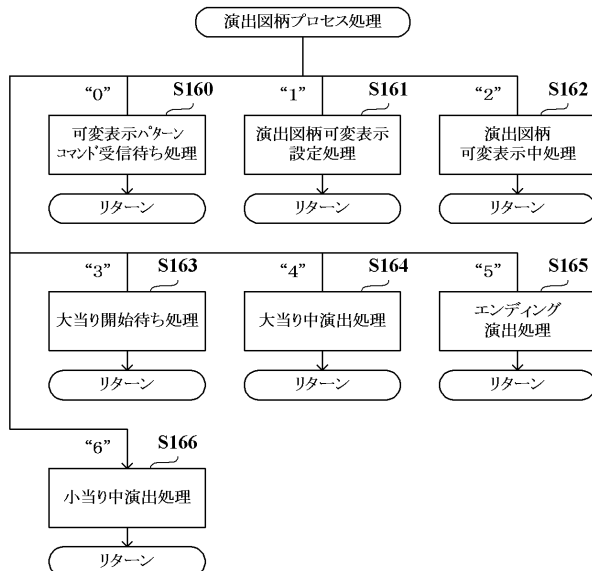 演出図柄プロセス処理
“0”
S160
“1”
S161
“2”
S162
可変表示パターン
コマンド受信待ち処理
演出図柄可変表示
設定処理
演出図柄
可変表示中処理
リターン
リターン
リターン
“3”
S163
“4”
S164
“5”
S165
大当り開始待ち処理
大当り中演出処理
エンディング
演出処理
リターン
リターン
リターン
“6”
S166
小当り中演出処理
リターン